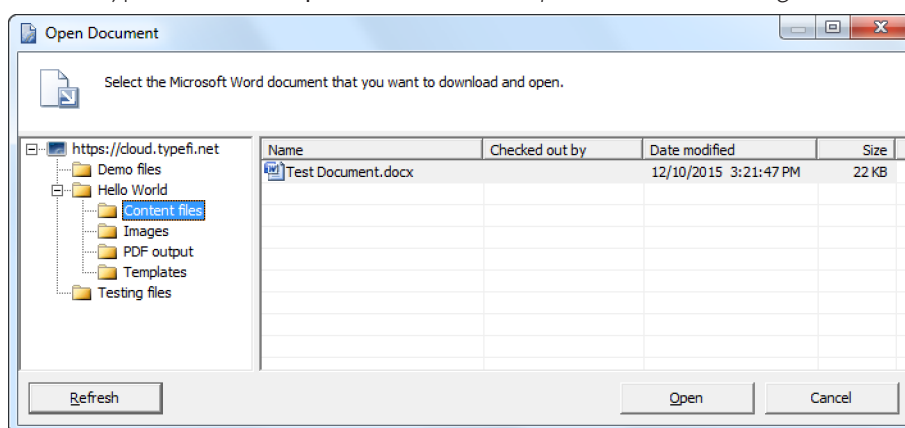 Open Document
Select the Microsoft Word document that you want to download and open.
https://cloud.typefi.net
Demo files
Hello World
Content files
Images
PDF output
Templates
Testing files
Name Checked out by Date modified Size
Test Document.docx 12/10/2015 3:21:47 PM 22 KB
Refresh Open Cancel